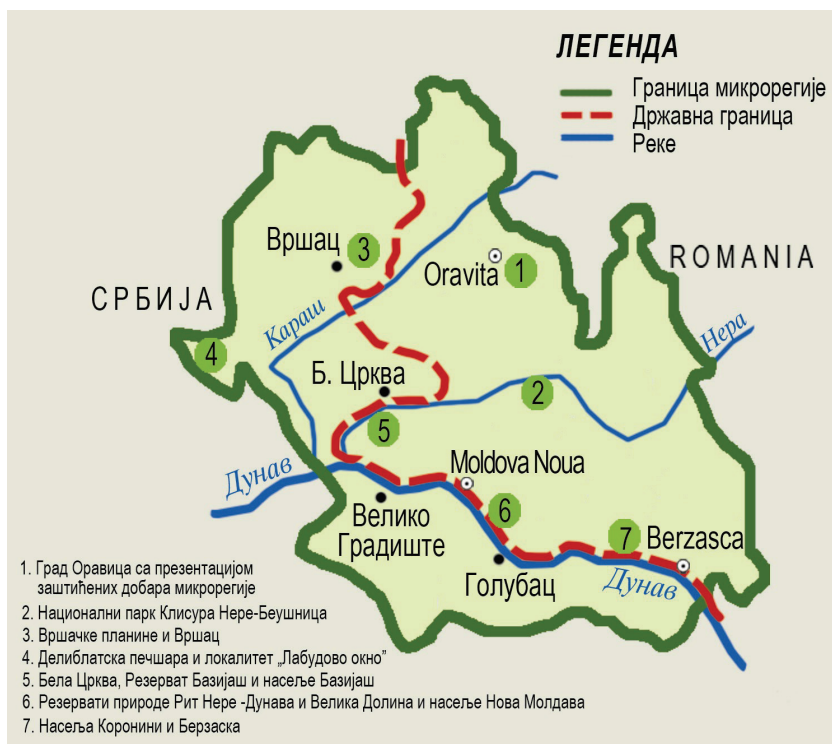 ЛЕГЕНДА
Граница микрорегије
Државна граница
Реке
Вршац
3
Oravita
1
ROMANIA
СРБИЈА
Караш
Нера
4
Б. Црква
2
5
Дунав
Moldova Noua
Велико
Градиште
6
7
Berzasca
Голубац
Дунав
1. Град Оравица са презентацијом
заштићених добара микрорегије
2. Национални парк Клисура Нере-Беушница
3. Вршачке планине и Вршац
4. Делиблатска печшара и локалитет „Лабудово окно”
5. Бела Црква, Резерват Базијаш и насеље Базијаш
6. Резервати природе Рит Нере -Дунава и Велика Долина и насеље Нова Молдава
7. Насеља Коронини и Берзаска